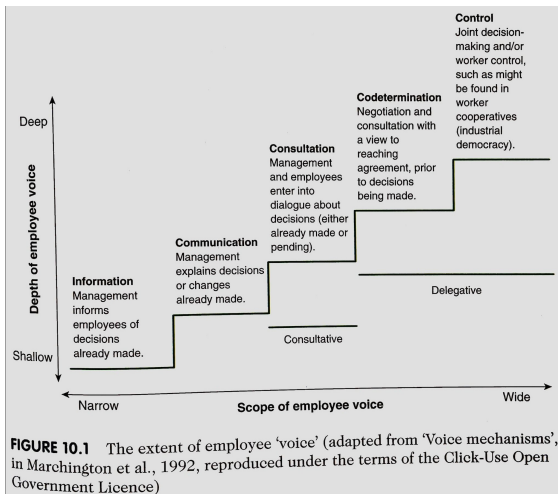 Control
Joint decision-
making and/or
worker control,
such as might
be found in
worker
cooperatives
(industrial
democracy).
Codetermination
Negotiation and
consultation with
a view to
reaching
agreement, prior
to decisions
being made.
Consultation
Management
and employees
enter into
dialogue about
decisions (either
already made or
pending).
Communication
Management
explains decisions
or changes
already made.
Information
Management
informs
employees of
decisions
already made.
Deep
Depth of employee voice
Shallow
Consultative
Delegative
Narrow
Scope of employee voice
Wide
FIGURE 10.1 The extent of employee 'voice' (adapted from 'Voice mechanisms',
in Marchington et al., 1992, reproduced under the terms of the Click-Use Open
Government Licence)